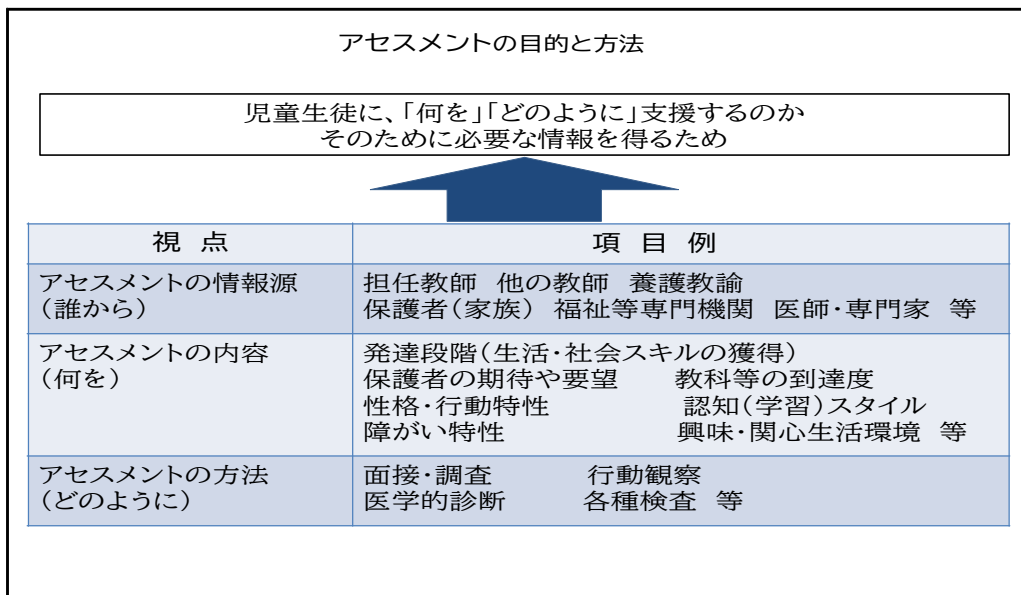 アセスメントの目的と方法
児童生徒に、「何を」「どのように」支援するのか
そのために必要な情報を得るため
視 点 項 目 例
アセスメントの情報源 担任教師 他の教師 養護教諭
(誰から) 保護者(家族) 福祉等専門機関 医師・専門家 等
アセスメントの内容 発達段階(生活・社会スキルの獲得)
(何を) 保護者の期待や要望 教科等の到達度
性格・行動特性 認知(学習)スタイル
障がい特性 興味・関心生活環境 等
アセスメントの方法 面接・調査 行動観察
(どのように) 医学的診断 各種検査 等